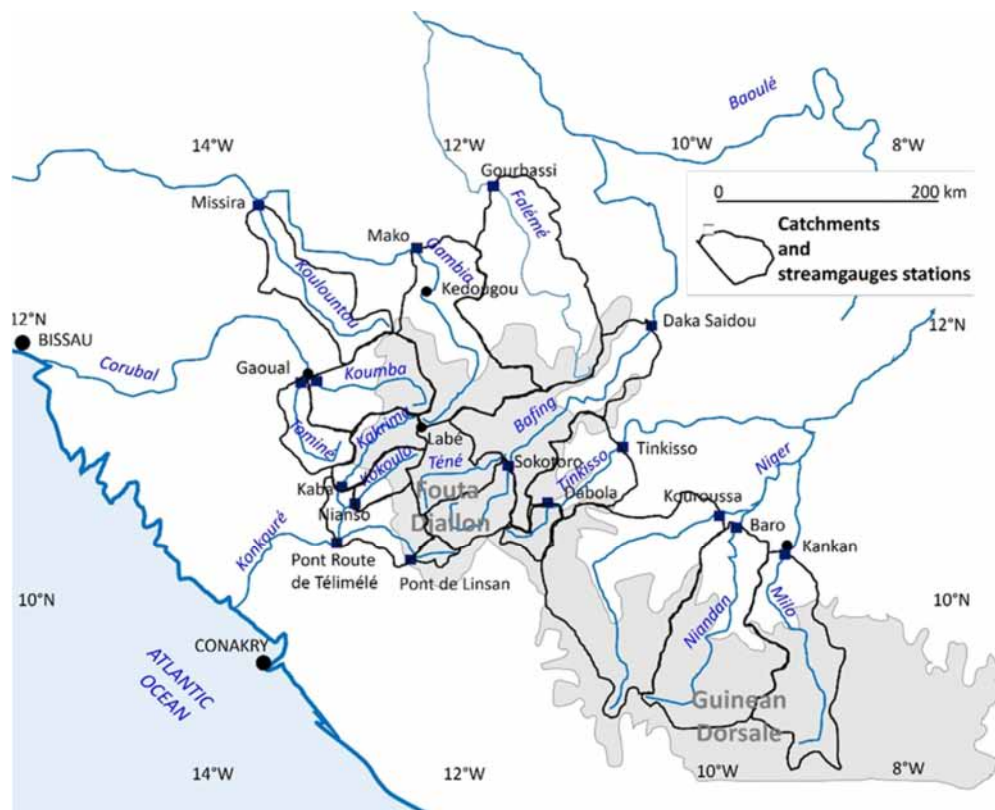 Baoulé
14°W
12°W
10°W
8°W
Gourbassi
0
200 km
Missira
Falémé
Catchments
and
streamgauges stations
Mako
Gambia
Koulountou
Kedougou
12°N
BISSAU
Daka Saidou
12°N
Corubal
Gaoual
Koumba
Bafing
Tominé
Kakrima
Labé
Kokoulo
Téné
Sokotoro
Tinkisso
Tinkisso
Niger
Kaba
Fouta
Djallon
Dabola
Kouroussa
Nianso
Baro
Kankan
Konkouré
Pont Route
de Télimélé
Pont de Linsan
10°N
10°N
Niandan
Milo
CONAKRY
ATLANTIC
OCEAN
Guinean
Dorsale
14°W
12°W
10°W
8°W